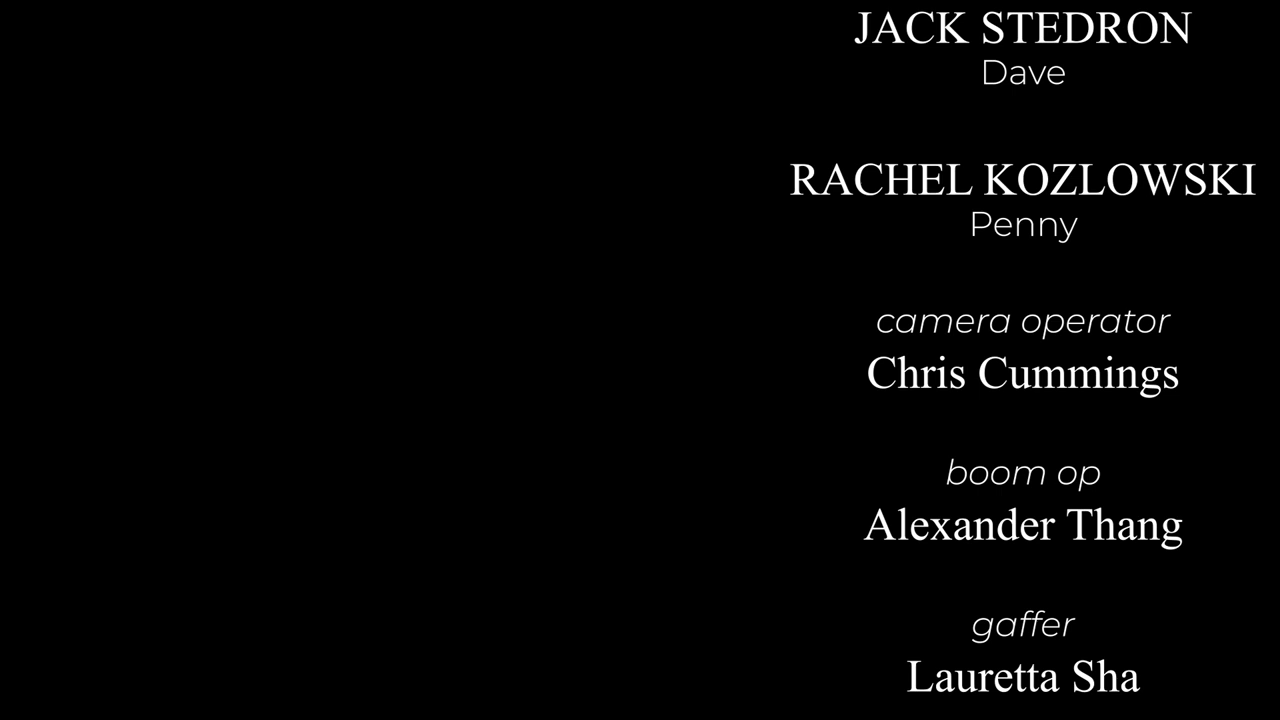 JACK STEDRON
Dave
RACHEL KOZLOWSKI
Penny
camera operator
Chris Cummings
boom op
Alexander Thang
gaffer
Lauretta Sha